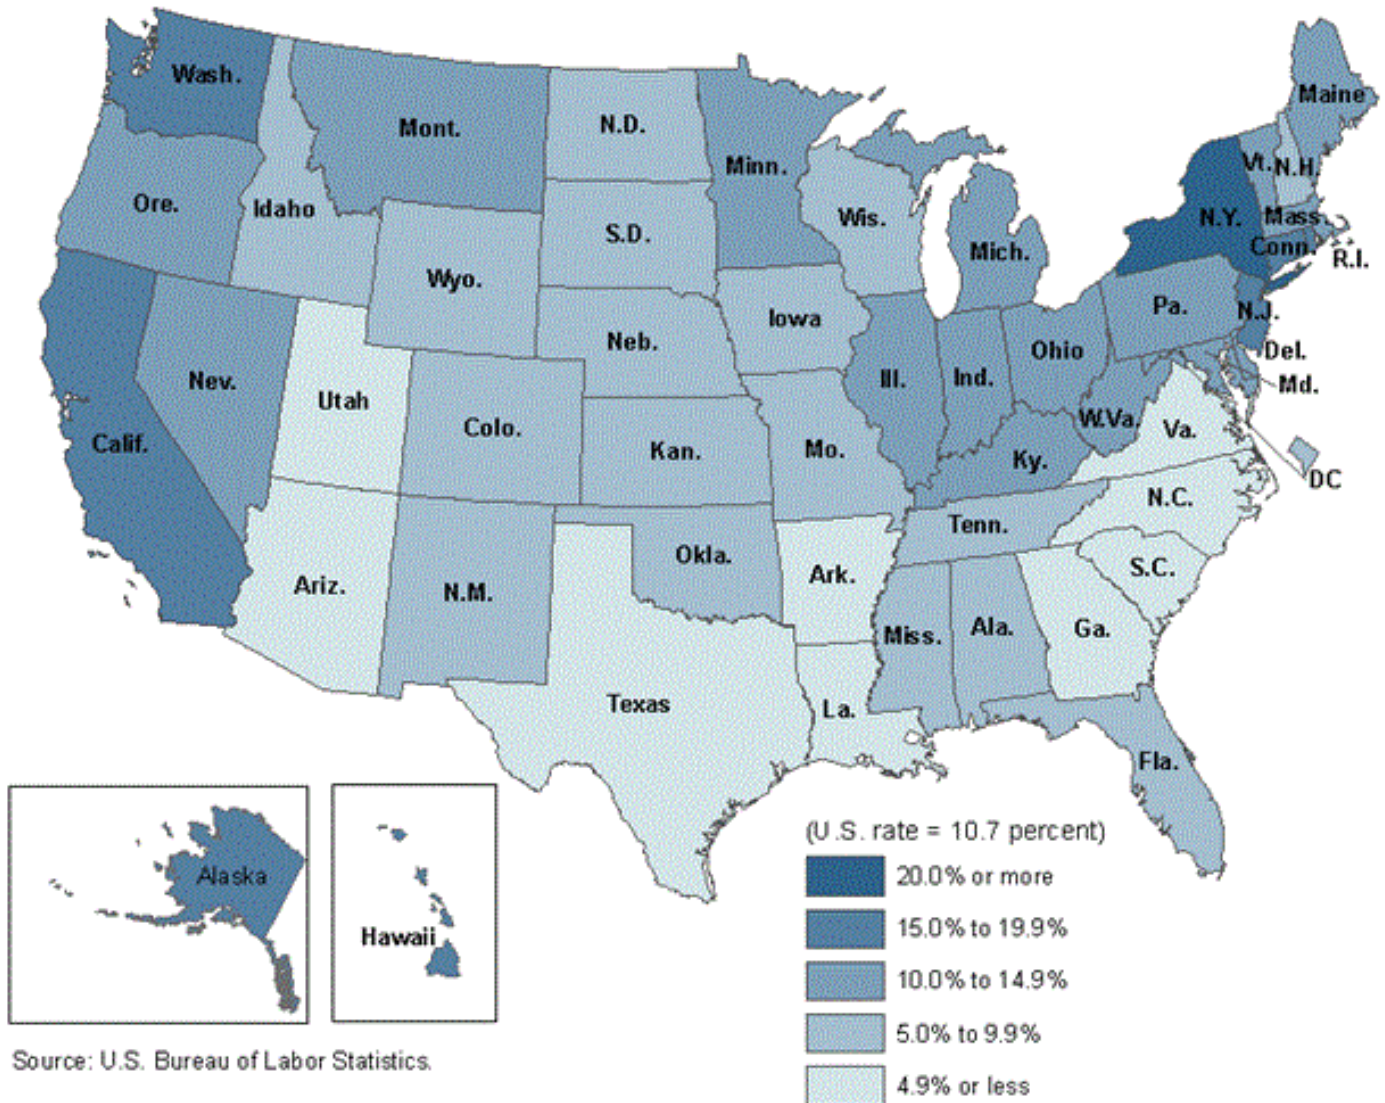 Wash.
Mont.
N.D.
Minn.
Maine
Vt.
N.H.
Ore.
Idaho
S.D.
Wis.
N.Y.
Mass.
Mich.
Conn.
R.I.
Wyo.
Iowa
Pa.
N.J.
Neb.
Ohio
Del.
Nev.
Utah
Ill.
Ind.
Md.
Calif.
Colo.
Kan.
Mo.
Ky.
W.Va.
Va.
DC
N.C.
Tenn.
Okla.
Ark.
S.C.
Ariz.
N.M.
Miss.
Ala.
Ga.
Texas
La.
Fla.
Alaska
Hawaii
(U.S. rate = 10.7 percent)
20.0% or more
15.0% to 19.9%
10.0% to 14.9%
5.0% to 9.9%
4.9% or less
Source: U.S. Bureau of Labor Statistics.